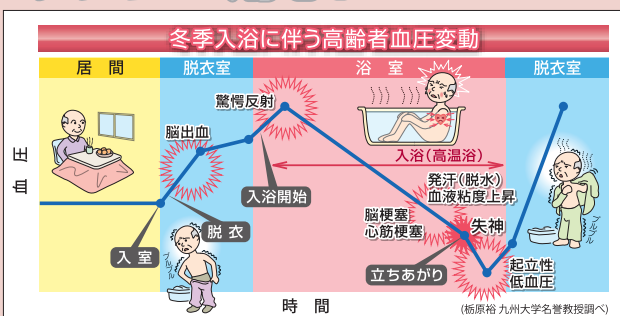 冬季入浴に伴う高齢者血圧変動
居間
脱衣室
浴室
脱衣室
血圧
驚愕反射
脳出血
入浴(高温浴)
入浴開始
発汗(脱水)
血液粘度上昇
脳梗塞
心筋梗塞
失神
脱衣
入室
立ちあがり
起立性
低血圧
ブルブル
ブルブル
時間
(栃原裕 九州大学名誉教授調べ)